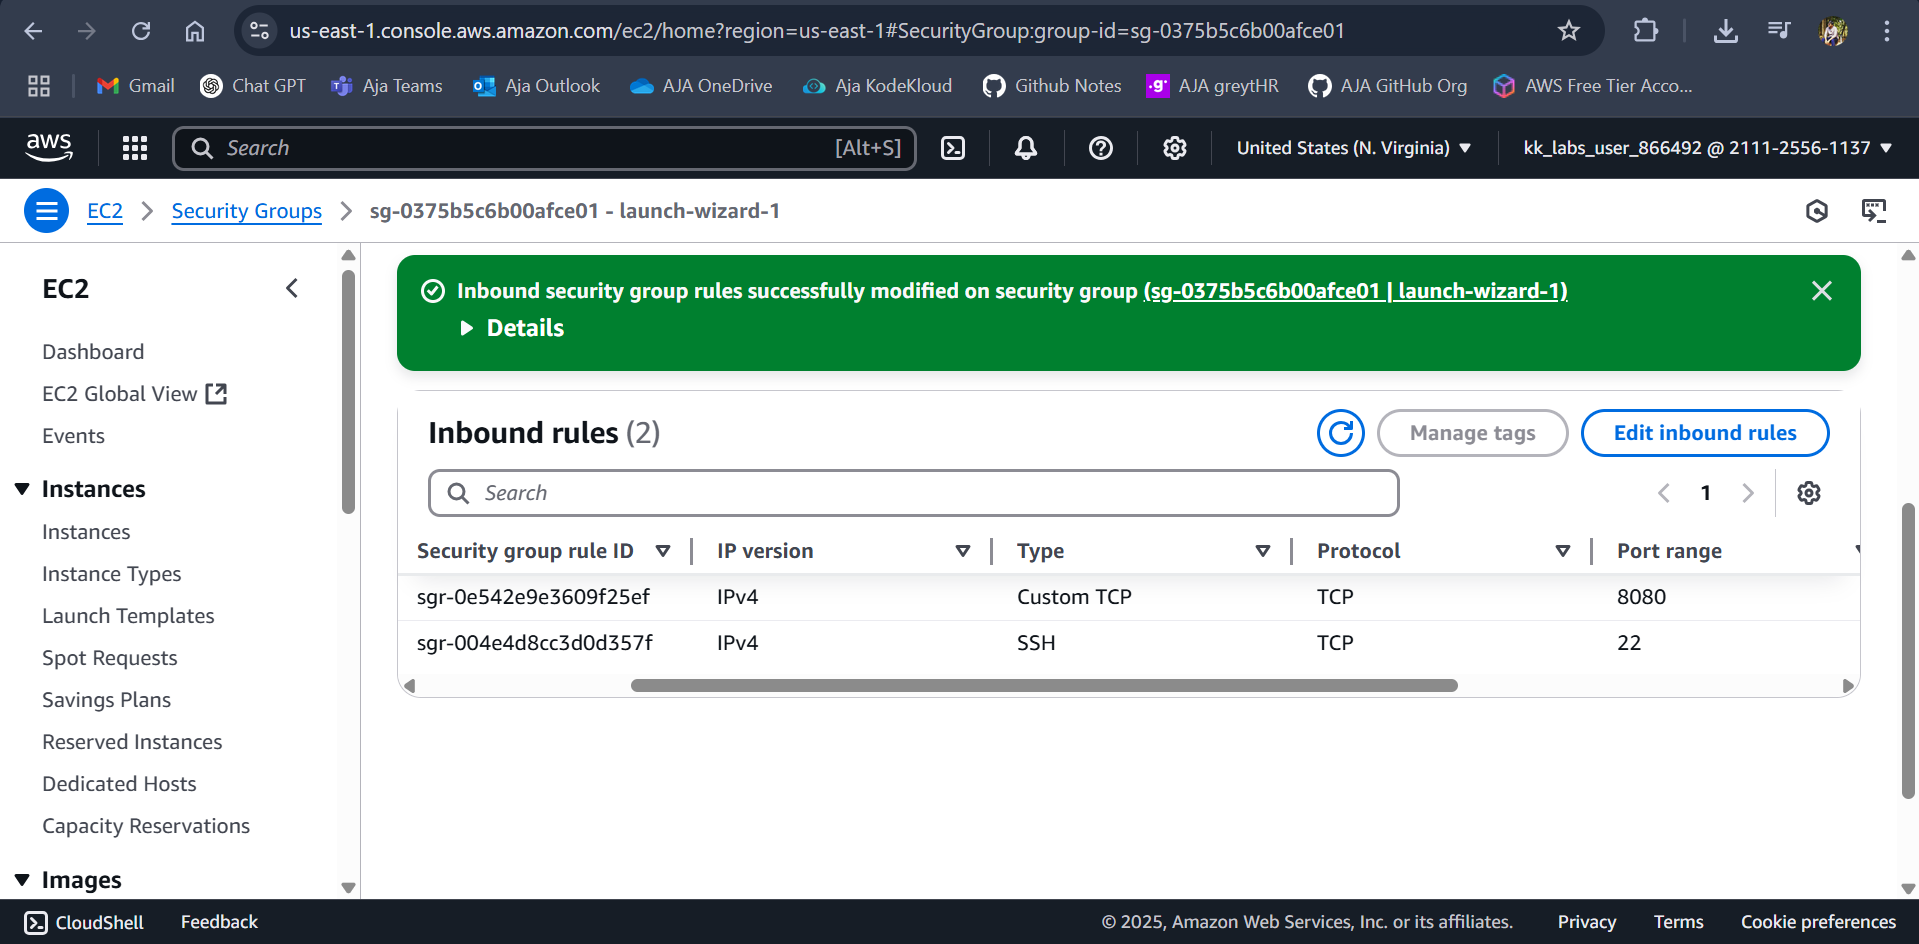 us-east-1.console.aws.amazon.com/ec2/home?region=us-east-1#SecurityGroup:group-id=sg-0375b5c6b00afce01
Gmail Chat GPT Aja Teams Aja Outlook AJA OneDrive Aja KodeKloud Github Notes AJA greytHR AJA GitHub Org AWS Free Tier Acco...
aws Search [Alt+S] United States (N. Virginia) kk_labs_user_866492 @ 2111-2556-1137
EC2 Security Groups sg-0375b5c6b00afce01 - launch-wizard-1
EC2
Dashboard
EC2 Global View
Events
Instances
Instances
Instance Types
Launch Templates
Spot Requests
Savings Plans
Reserved Instances
Dedicated Hosts
Capacity Reservations
Images
Inbound security group rules successfully modified on security group (sg-0375b5c6b00afce01 | launch-wizard-1)
Details
Inbound rules (2) Manage tags Edit inbound rules
Search 1
Security group rule ID IP version Type Protocol Port range
sgr-0e542e9e3609f25ef IPv4 Custom TCP TCP 8080
sgr-004e4d8cc3d0d357f IPv4 SSH TCP 22
CloudShell Feedback © 2025, Amazon Web Services, Inc. or its affiliates. Privacy Terms Cookie preferences